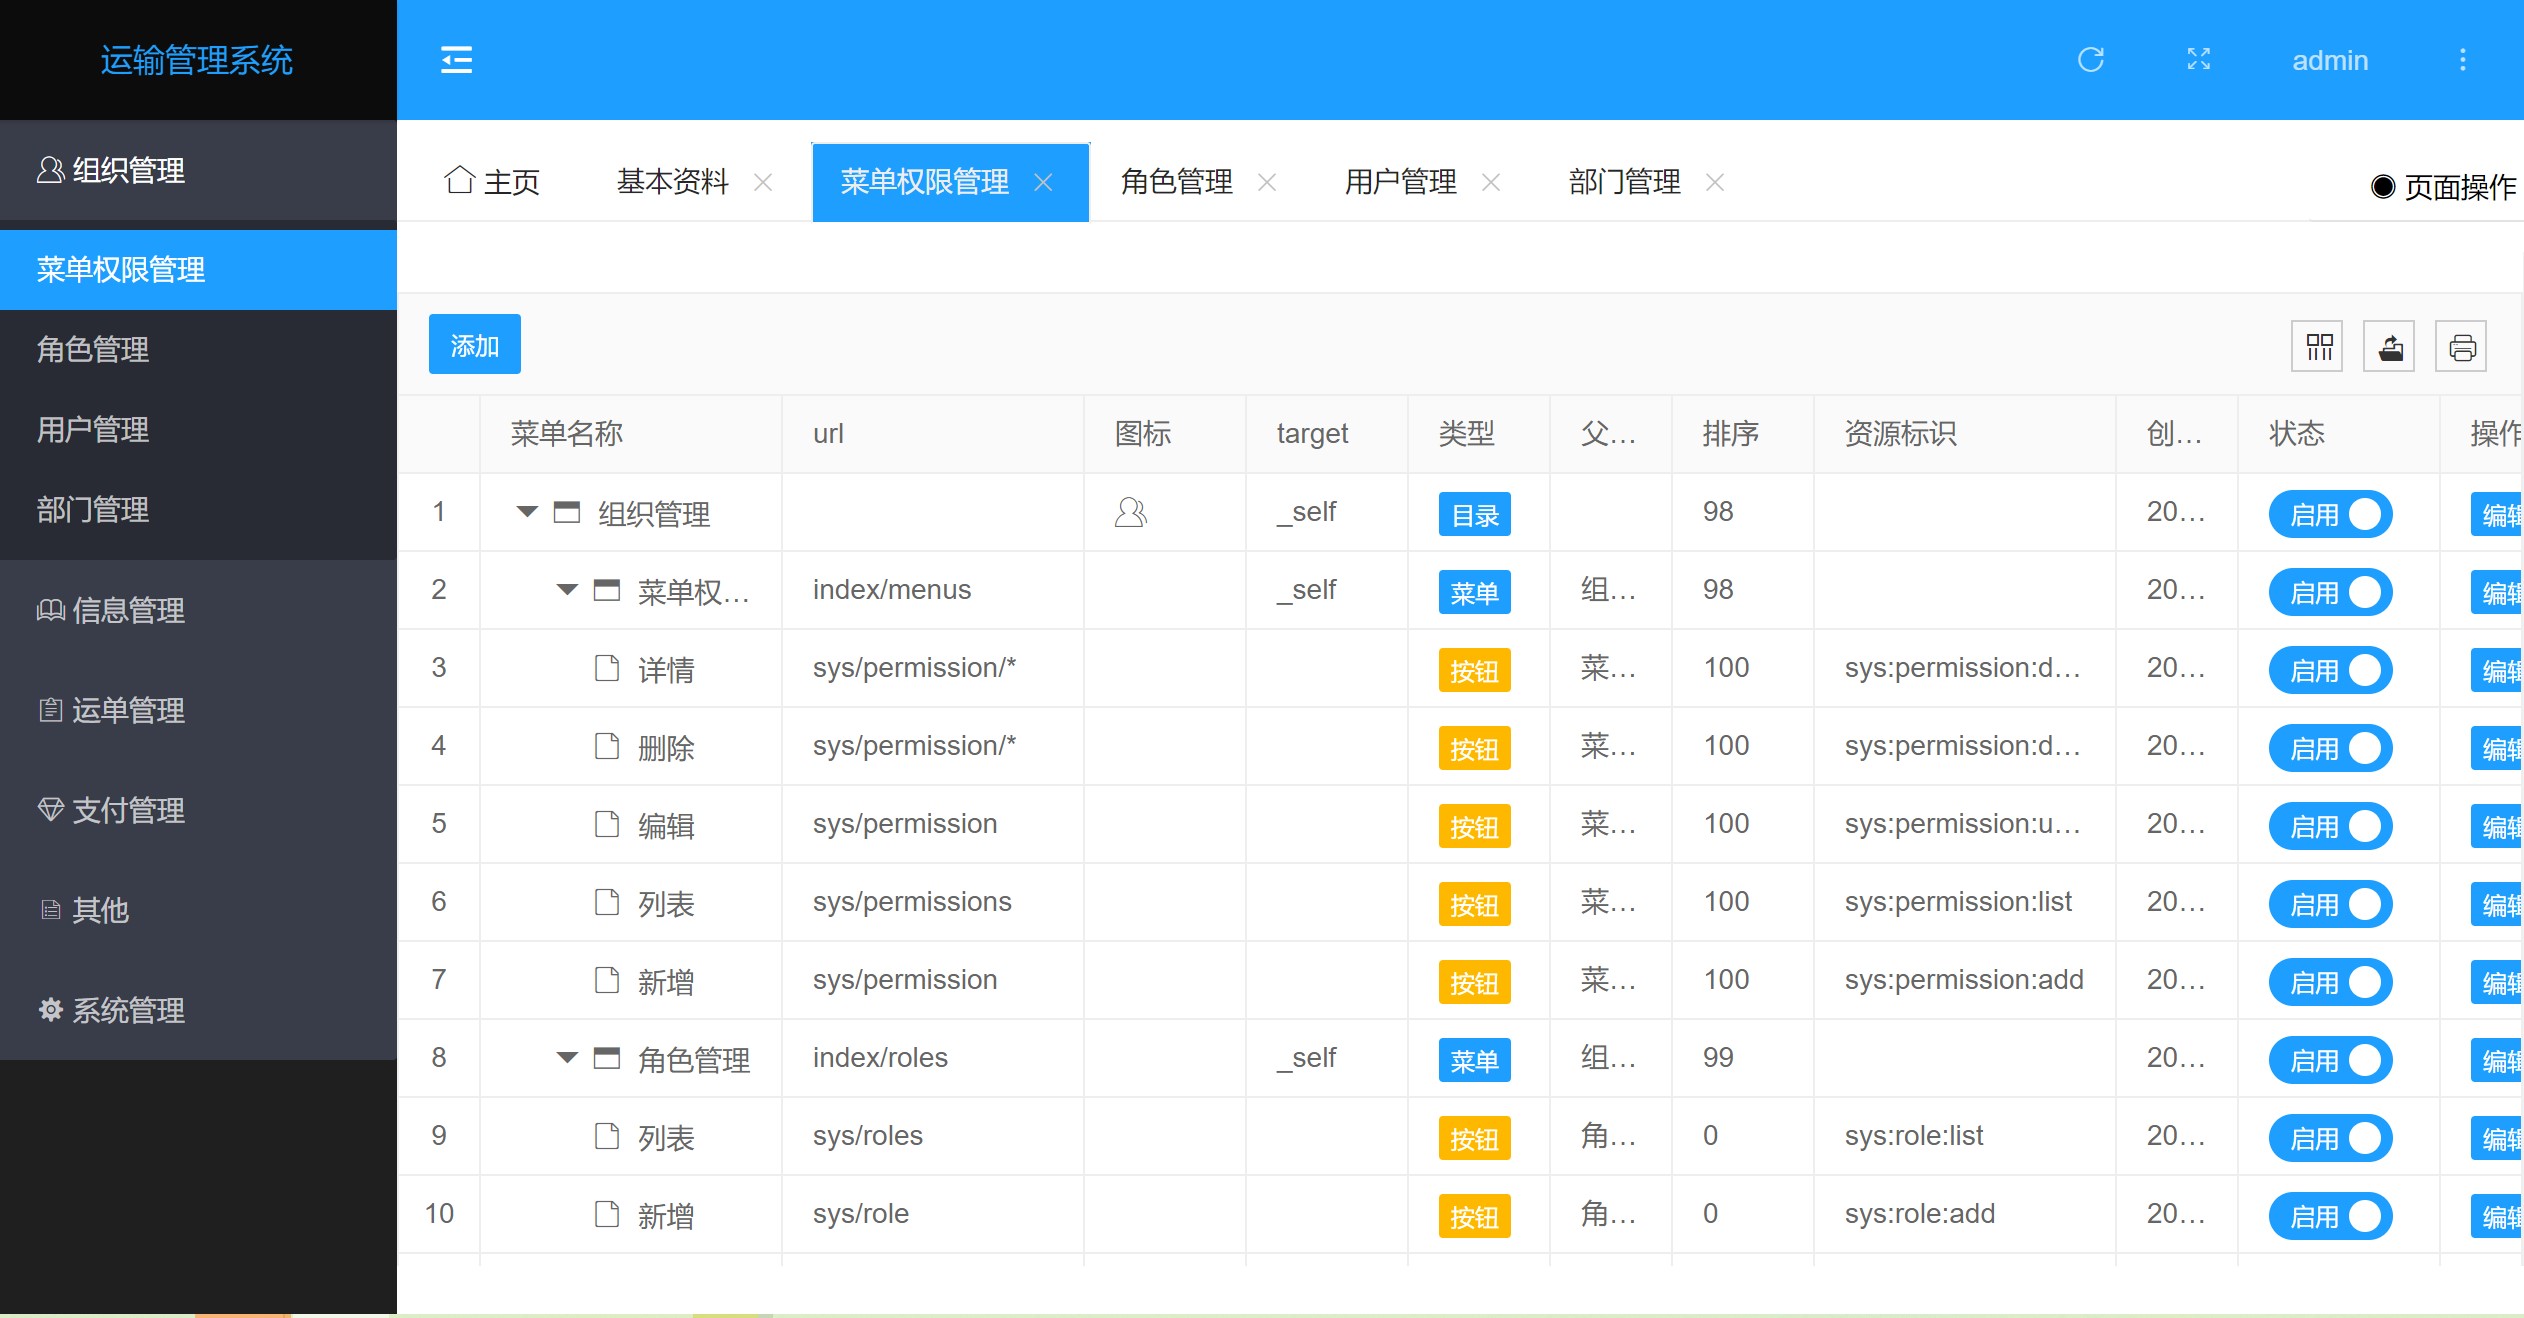 运输管理系统
admin
组织管理
菜单权限管理
角色管理
用户管理
部门管理
信息管理
运单管理
支付管理
其他
系统管理
主页 基本资料 菜单权限管理 角色管理 用户管理 部门管理 页面操作
添加
菜单名称 url 图标 target 类型 父... 排序 资源标识 创... 状态 操作
1 组织管理 _self 目录 98 20... 启用 编辑
2 菜单权... index/menus _self 菜单 组... 98 20... 启用 编辑
3 详情 sys/permission/* 按钮 菜... 100 sys:permission:d... 20... 启用 编辑
4 删除 sys/permission/* 按钮 菜... 100 sys:permission:d... 20... 启用 编辑
5 编辑 sys/permission 按钮 菜... 100 sys:permission:u... 20... 启用 编辑
6 列表 sys/permissions 按钮 菜... 100 sys:permission:list 20... 启用 编辑
7 新增 sys/permission 按钮 菜... 100 sys:permission:add 20... 启用 编辑
8 角色管理 index/roles _self 菜单 组... 99 20... 启用 编辑
9 列表 sys/roles 按钮 角... 0 sys:role:list 20... 启用 编辑
10 新增 sys/role 按钮 角... 0 sys:role:add 20... 启用 编辑